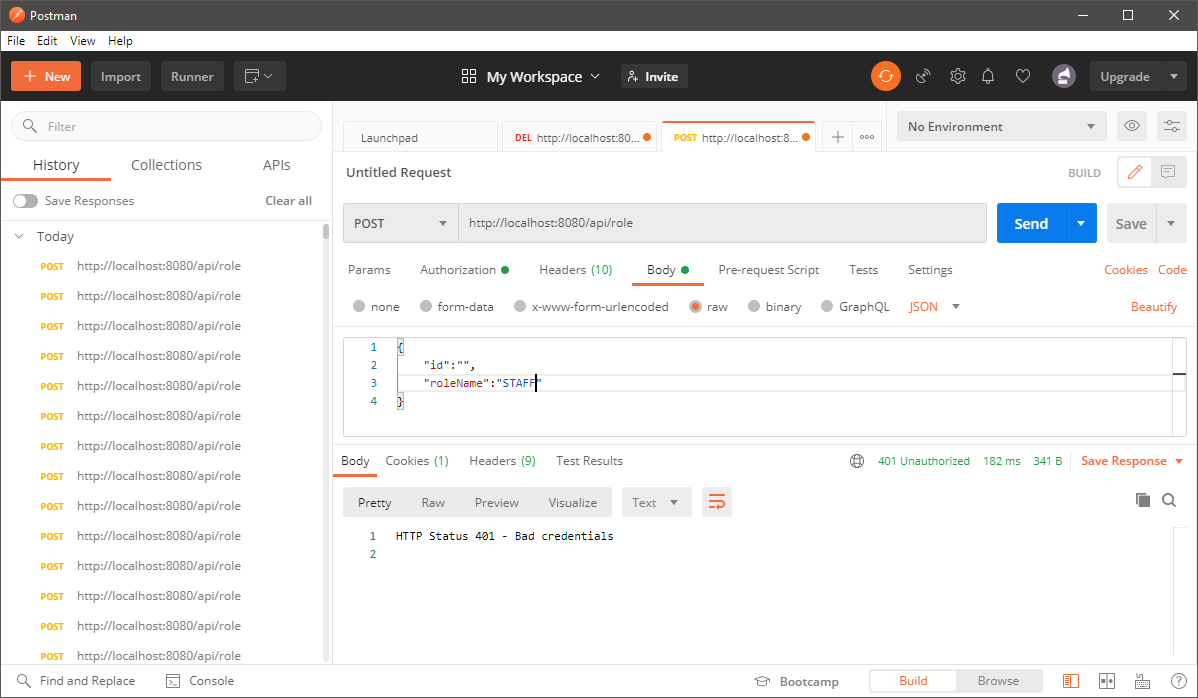 Postman
File Edit View Help
New Import Runner My Workspace Invite Upgrade
Filter
History Collections APIs
Save Responses Clear all
Today
POST http://localhost:8080/api/role
POST http://localhost:8080/api/role
POST http://localhost:8080/api/role
POST http://localhost:8080/api/role
POST http://localhost:8080/api/role
POST http://localhost:8080/api/role
POST http://localhost:8080/api/role
POST http://localhost:8080/api/role
POST http://localhost:8080/api/role
POST http://localhost:8080/api/role
POST http://localhost:8080/api/role
POST http://localhost:8080/api/role
POST http://localhost:8080/api/role
POST http://localhost:8080/api/role
Launchpad DEL http://localhost:80... POST http://localhost:8... No Environment
Untitled Request BUILD
POST http://localhost:8080/api/role Send Save
Params Authorization Headers (10) Body Pre-request Script Tests Settings Cookies Code
none form-data x-www-form-urlencoded raw binary GraphQL JSON Beautify
1 {
2 "id":"",
3 "roleName":"STAFF"
4 }
Body Cookies (1) Headers (9) Test Results 401 Unauthorized 182 ms 341 B Save Response
Pretty Raw Preview Visualize Text
1 HTTP Status 401 - Bad credentials
2
Find and Replace Console Bootcamp Build Browse